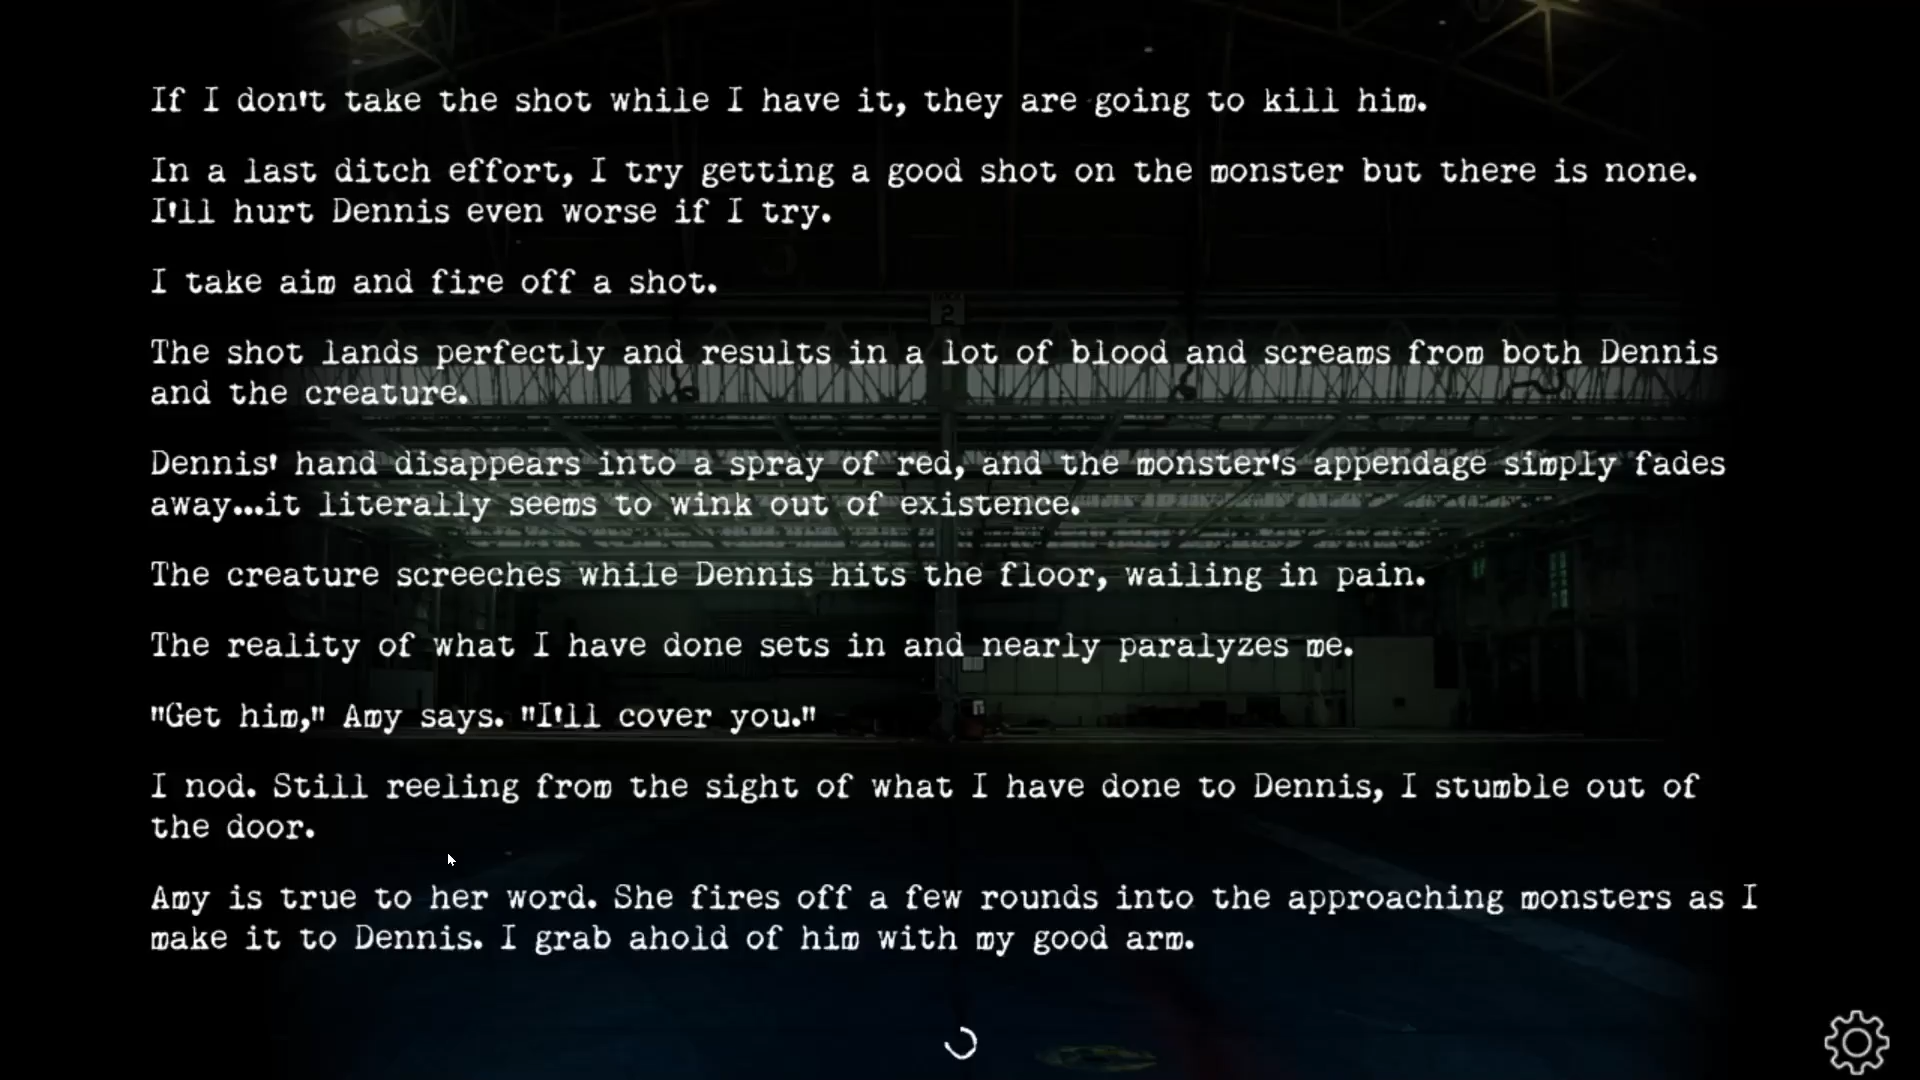 If I don't take the shot while I have it, they are going to kill him.
In a last ditch effort, I try getting a good shot on the monster but there is none.
I'll hurt Dennis even worse if I try.
I take aim and fire off a shot.
The shot lands perfectly and results in a lot of blood and screams from both Dennis
and the creature.
Dennis' hand disappears into a spray of red, and the monster's appendage simply fades
away...it literally seems to wink out of existence.
The creature screeches while Dennis hits the floor, wailing in pain.
The reality of what I have done sets in and nearly paralyzes me.
"Get him," Amy says. "I'll cover you."
I nod. Still reeling from the sight of what I have done to Dennis, I stumble out of
the door.
Amy is true to her word. She fires off a few rounds into the approaching monsters as I
make it to Dennis. I grab ahold of him with my good arm.
2